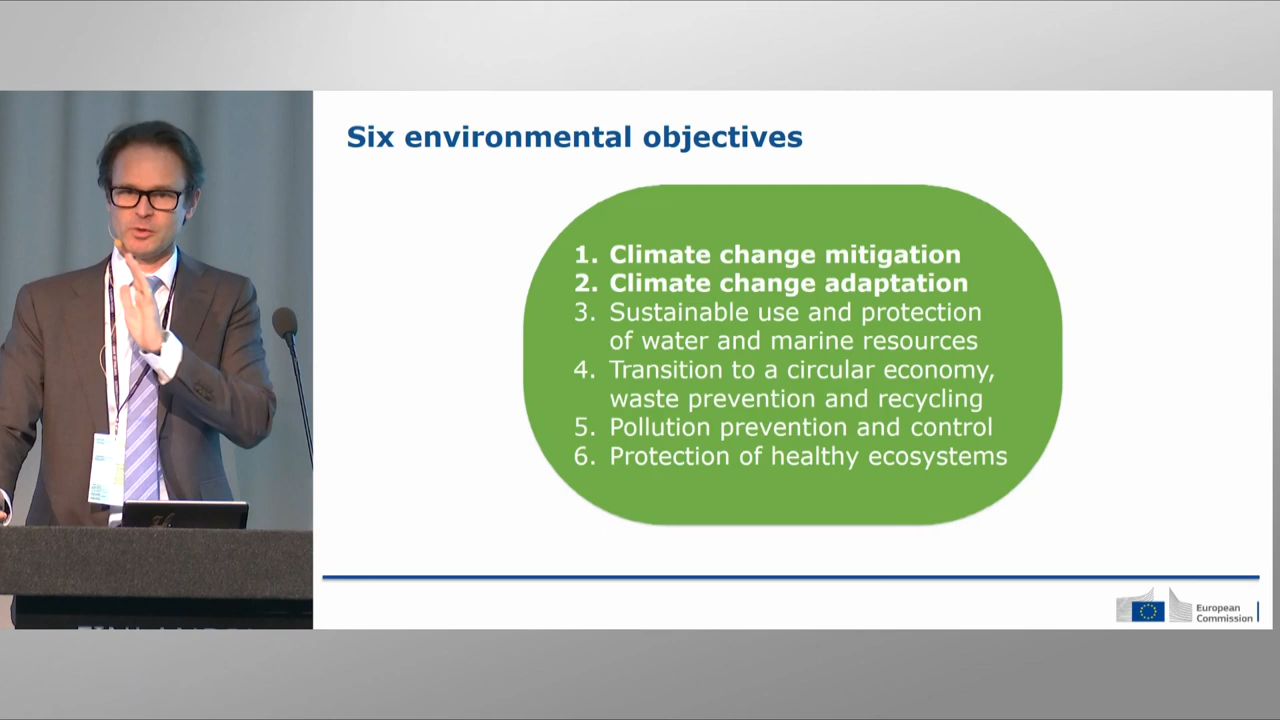 Six environmental objectives
1. Climate change mitigation
2. Climate change adaptation
3. Sustainable use and protection
of water and marine resources
4. Transition to a circular economy,
waste prevention and recycling
5. Pollution prevention and control
6. Protection of healthy ecosystems
European
Commission